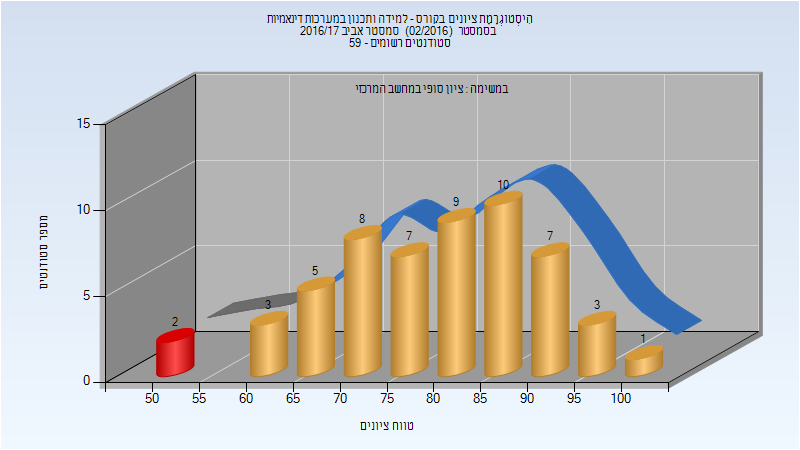 היסטוגרמת ציונים בקורס - למידה ותכנון במערכות דינאמיות
בסמסטר (02/2016) סמסטר אביב 2016/17
סטודנטים רשומים - 59
במשימה : ציון סופי במחשב המרכזי
15
10
5
0
מספר סטודנטים
2
3
5
8
7
9
10
7
3
1
50 55 60 65 70 75 80 85 90 95 100
טווח ציונים